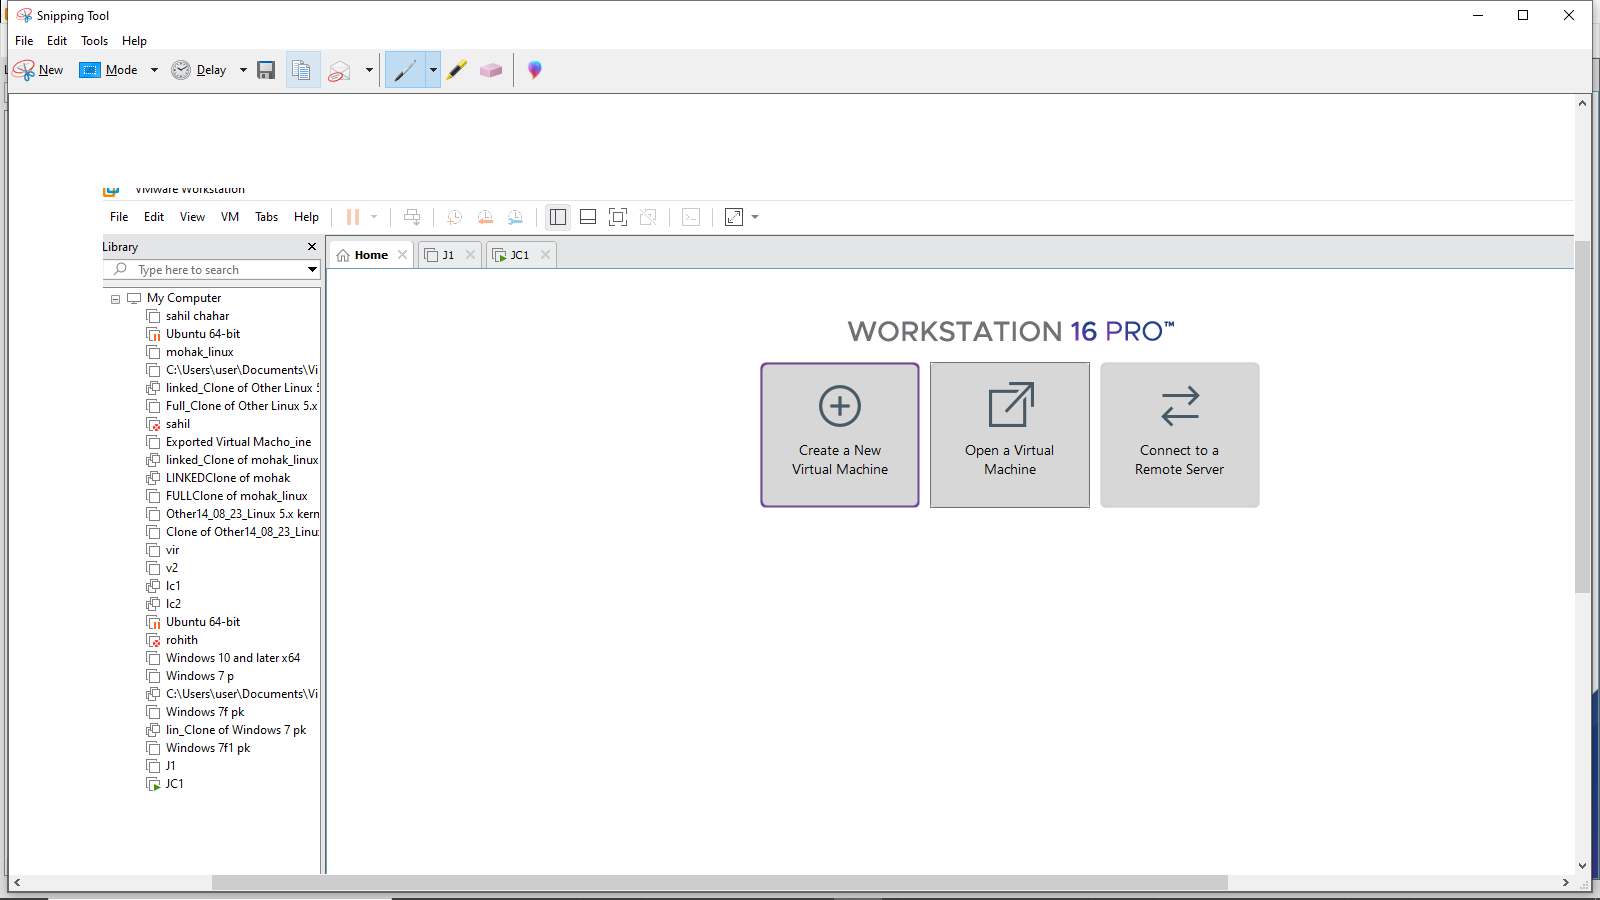 Snipping Tool
File Edit Tools Help
New Mode Delay
VMware Workstation
File Edit View VM Tabs Help
Library
Type here to search
Home J1 JC1
My Computer
sahil chahar
Ubuntu 64-bit
mohak_linux
C:\Users\user\Documents\Vi
linked_Clone of Other Linux 5
Full_Clone of Other Linux 5.x
sahil
Exported Virtual Macho_ine
linked_Clone of mohak_linux
LINKEDClone of mohak
FULLClone of mohak_linux
Other14_08_23_Linux 5.x kern
Clone of Other14_08_23_Linu
vir
v2
lc1
lc2
Ubuntu 64-bit
rohith
Windows 10 and later x64
Windows 7 p
C:\Users\user\Documents\Vi
Windows 7f pk
lin_Clone of Windows 7 pk
Windows 7f1 pk
J1
JC1
WORKSTATION 16 PRO™
Create a New
Virtual Machine
Open a Virtual
Machine
Connect to a
Remote Server